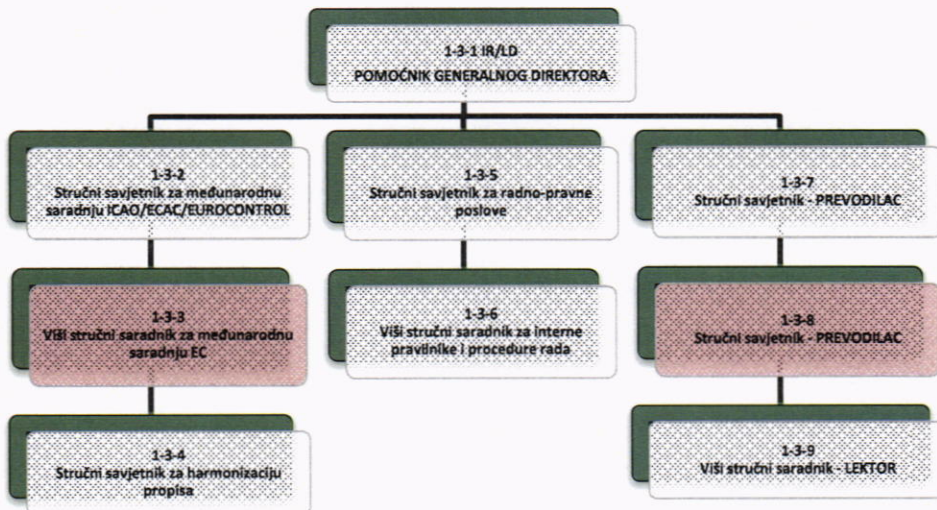 1-3-1 IR/LD
POMOĆNIK GENERALNOG DIREKTORA
1-3-2
Stručni savjetnik za međunarodnu
saradnju ICAO/ECAC/EUROCONTROL
1-3-5
Stručni savjetnik za radno-pravne
poslove
1-3-7
Stručni savjetnik - PREVODILAC
1-3-3
Viši stručni saradnik za međunarodnu
saradnju EC
1-3-6
Viši stručni saradnik za interne
pravilnike i procedure rada
1-3-8
Stručni savjetnik - PREVODILAC
1-3-4
Stručni savjetnik za harmonizaciju
propisa
1-3-9
Viši stručni saradnik - LEKTOR